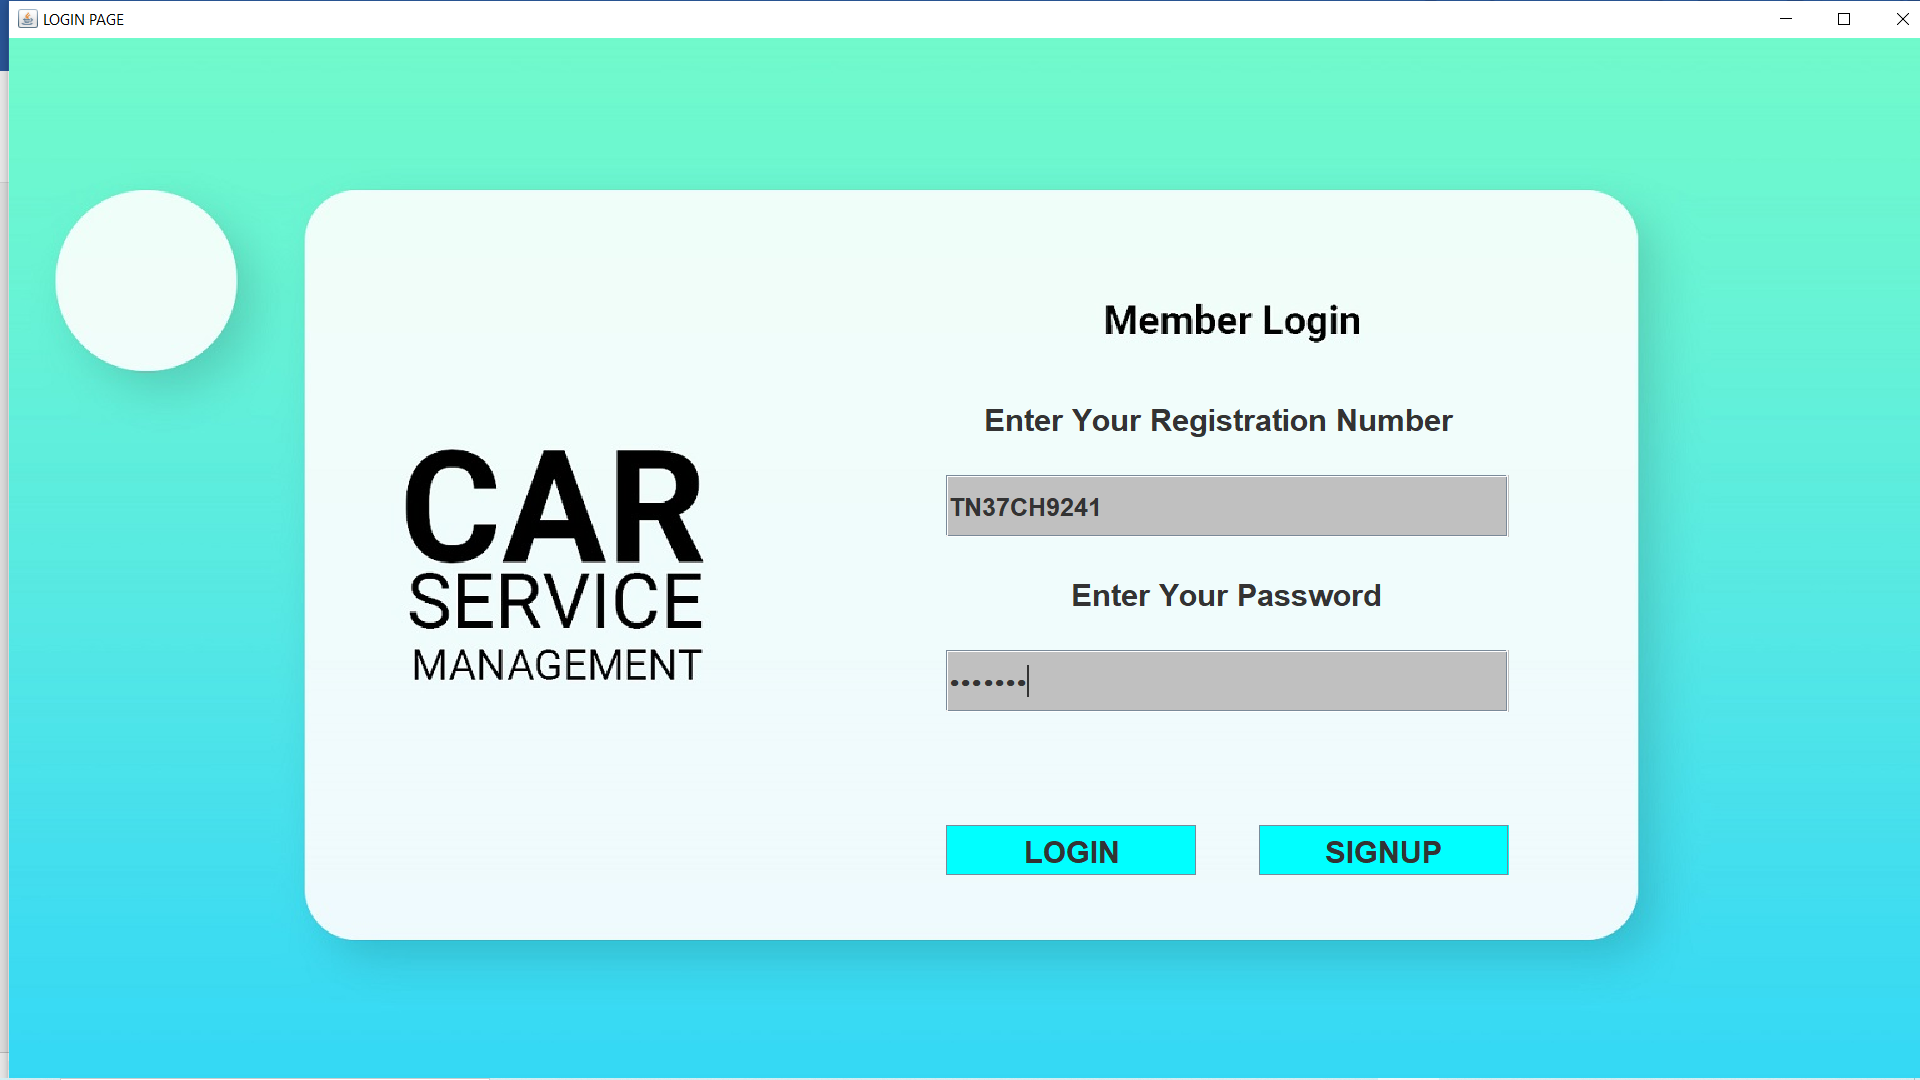 LOGIN PAGE
Member Login
Enter Your Registration Number
TN37CH9241
Enter Your Password
•••••••
CAR
SERVICE
MANAGEMENT
LOGIN
SIGNUP